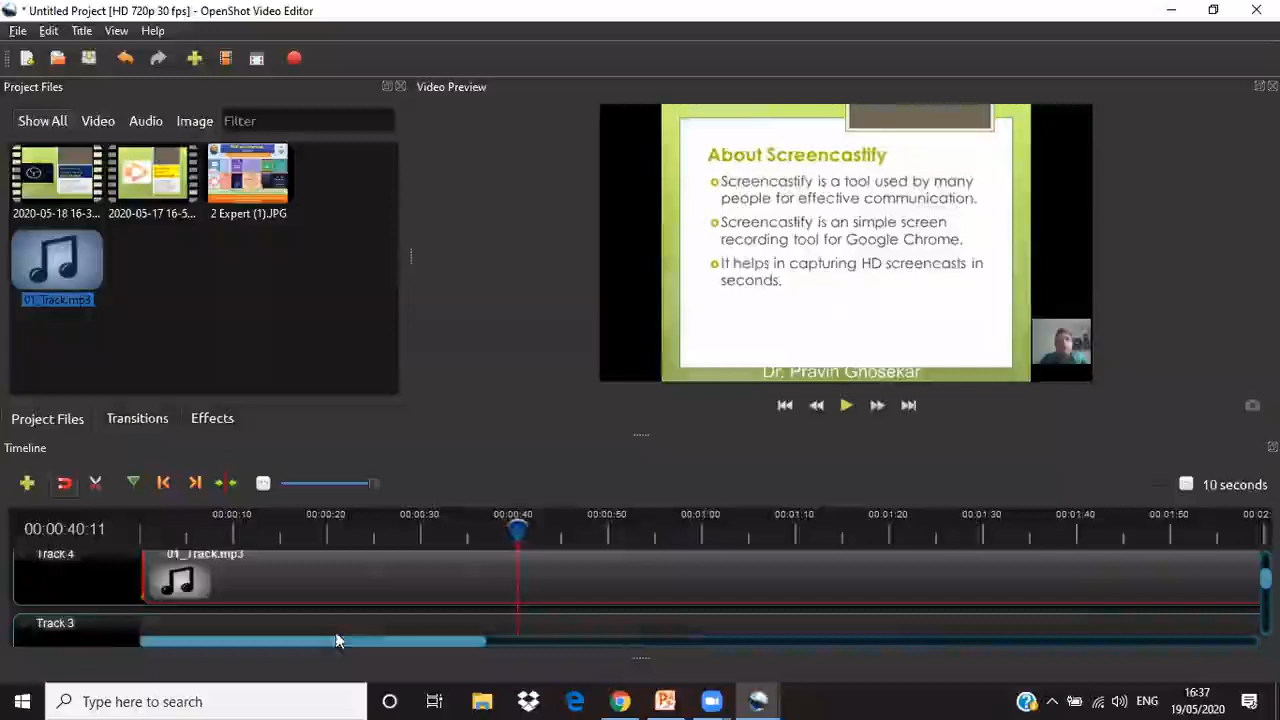 * Untitled Project [HD 720p 30 fps] - OpenShot Video Editor
File Edit Title View Help
Project Files
Video Preview
Show All Video Audio Image Filter
2020-05-18 16-3... 2020-05-17 16-5... 2 Expert (1).JPG
01_Track.mp3
About Screencastify
Screencastify is a tool used by many
people for effective communication.
Screencastify is an simple screen
recording tool for Google Chrome.
It helps in capturing HD screencasts in
seconds.
Dr. Pravin Ghosekar
Project Files Transitions Effects
Timeline
10 seconds
00:00:40:11
00:00:10 00:00:20 00:00:30 00:00:40 00:00:50 00:01:00 00:01:10 00:01:20 00:01:30 00:01:40 00:01:50 00:02:
Track 4
01_Track.mp3
Track 3
Type here to search
ENG
16:37
19/05/2020